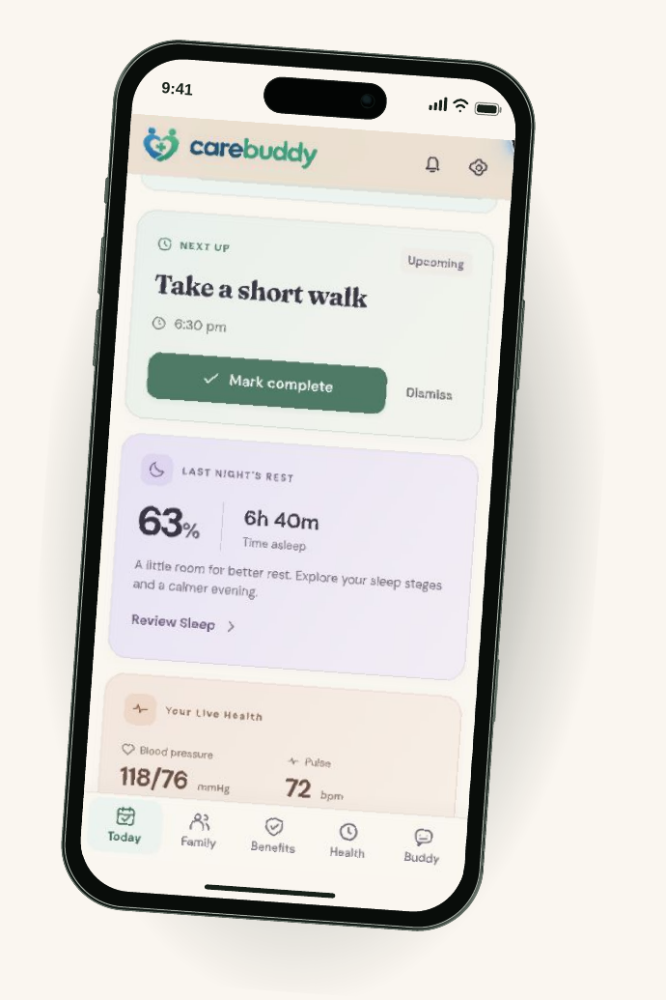 9:41
carebuddy
NEXT UP
Upcoming
Take a short walk
6:30 pm
Mark complete
Dismiss
LAST NIGHT'S REST
63%
6h 40m
Time asleep
A little room for better rest. Explore your sleep stages
and a calmer evening.
Review Sleep
Your Live Health
Blood pressure
Pulse
118/76 mmHg
72 bpm
Today
Family
Benefits
Health
Buddy